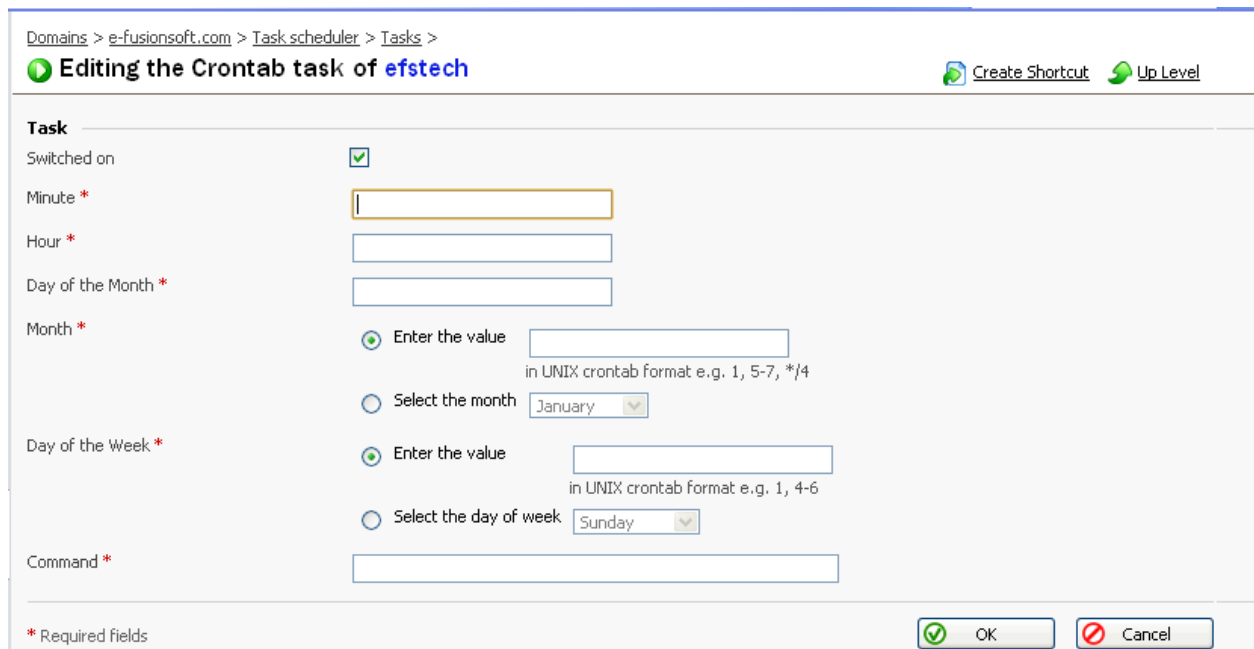 Domains > e-fusionsoft.com > Task scheduler > Tasks >
Editing the Crontab task of efstech
Create Shortcut Up Level
Task
Switched on
Minute *
Hour *
Day of the Month *
Month *
Enter the value
in UNIX crontab format e.g. 1, 5-7, */4
Select the month January
Day of the Week *
Enter the value
in UNIX crontab format e.g. 1, 4-6
Select the day of week Sunday
Command *
* Required fields
OK Cancel